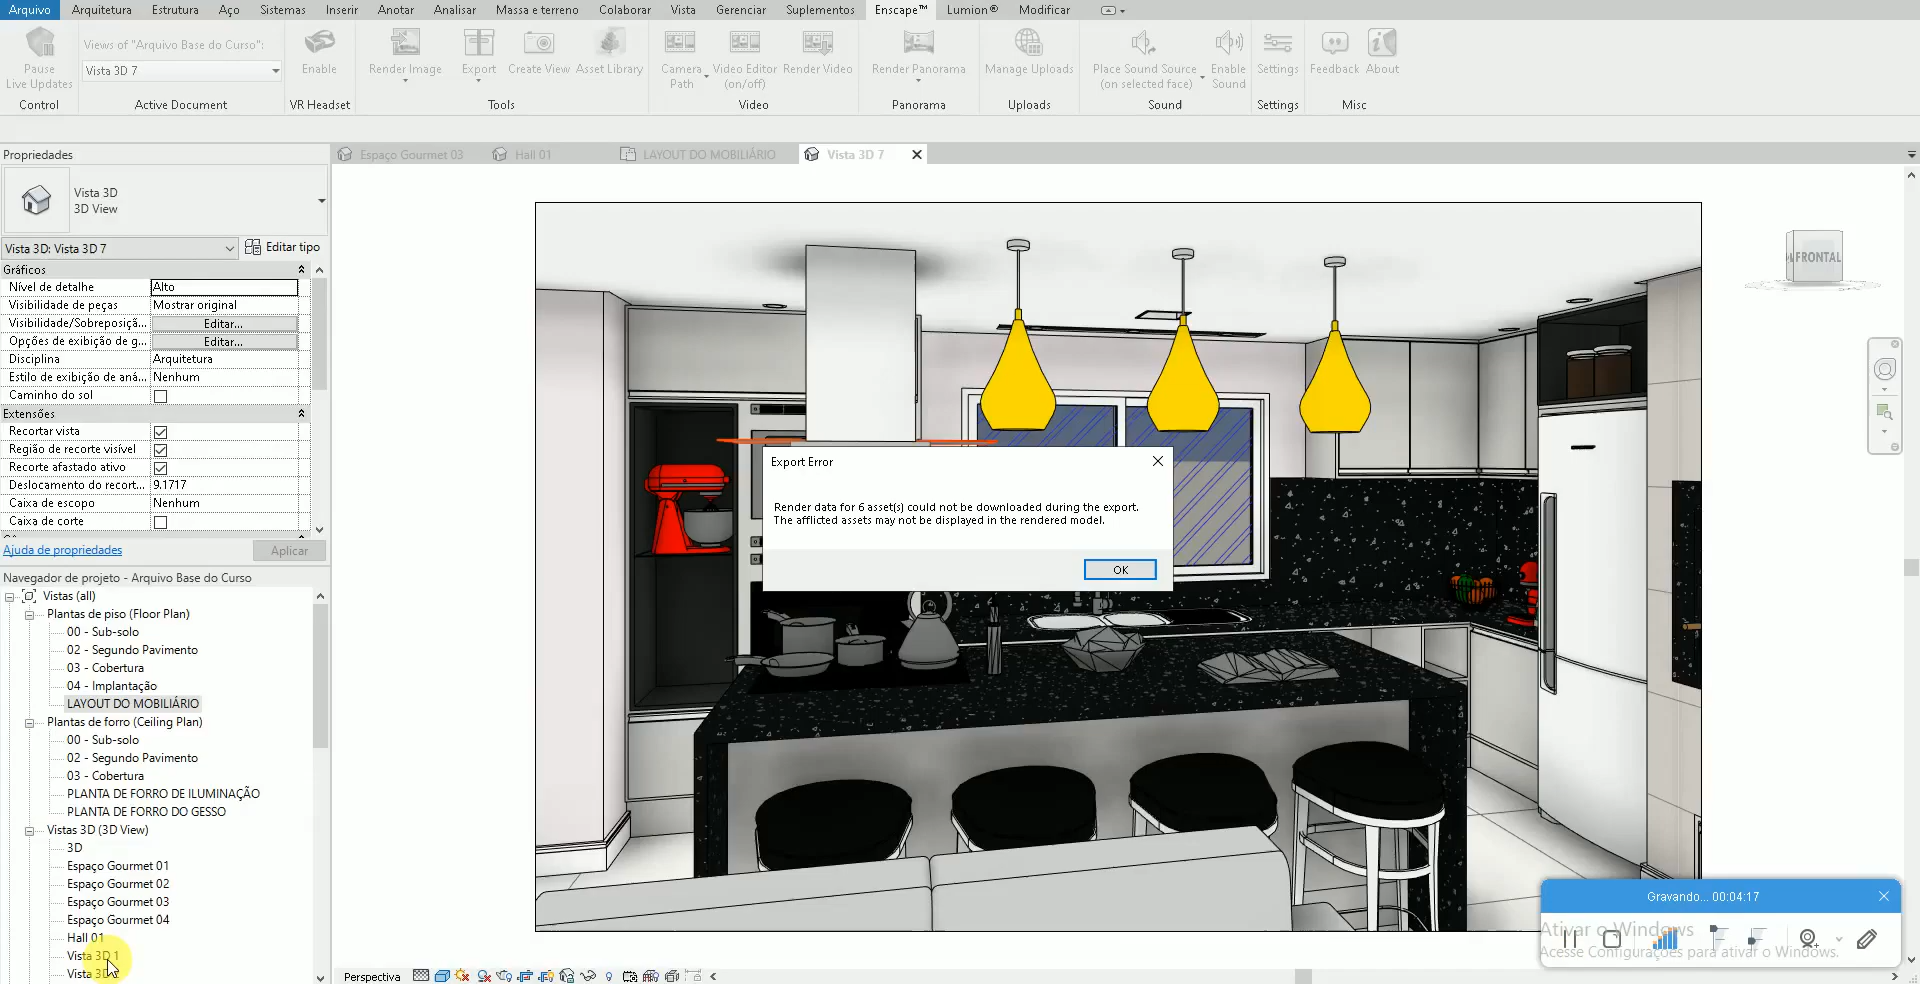 Arquivo Arquitetura Estrutura Aço Sistemas Inserir Anotar Analisar Massa e terreno Colaborar Vista Gerenciar Suplementos Enscape™ Lumion® Modificar
Pause Live Updates
Control
Views of "Arquivo Base do Curso":
Vista 3D 7
Active Document
Enable
VR Headset
Render Image Export Create View Asset Library
Tools
Camera Path Video Editor (on/off) Render Video
Video
Render Panorama
Panorama
Manage Uploads
Uploads
Place Sound Source (on selected face) Enable Sound
Sound
Settings
Settings
Feedback About
Misc
Propriedades
Espaço Gourmet 03 Hall 01 LAYOUT DO MOBILIÁRIO Vista 3D 7
Vista 3D
3D View
Vista 3D: Vista 3D 7 Editar tipo
Gráficos
Nível de detalhe Alto
Visibilidade de peças Mostrar original
Visibilidade/Sobreposiçã... Editar...
Opções de exibição de g... Editar...
Disciplina Arquitetura
Estilo de exibição de aná... Nenhum
Caminho do sol
Extensões
Recortar vista
Região de recorte visível
Recorte afastado ativo
Deslocamento do recort... 9.1717
Caixa de escopo Nenhum
Caixa de corte
Ajuda de propriedades Aplicar
Navegador de projeto - Arquivo Base do Curso
Vistas (all)
Plantas de piso (Floor Plan)
00 - Sub-solo
02 - Segundo Pavimento
03 - Cobertura
04 - Implantação
LAYOUT DO MOBILIÁRIO
Plantas de forro (Ceiling Plan)
00 - Sub-solo
02 - Segundo Pavimento
03 - Cobertura
PLANTA DE FORRO DE ILUMINAÇÃO
PLANTA DE FORRO DO GESSO
Vistas 3D (3D View)
3D
Espaço Gourmet 01
Espaço Gourmet 02
Espaço Gourmet 03
Espaço Gourmet 04
Hall 01
Vista 3D 1
Vista 3D
FRONTAL
Export Error
Render data for 6 asset(s) could not be downloaded during the export.
The afflicted assets may not be displayed in the rendered model.
OK
Gravando... 00:04:17
Ativar o Windows
Acesse Configurações para ativar o Windows.
Perspectiva